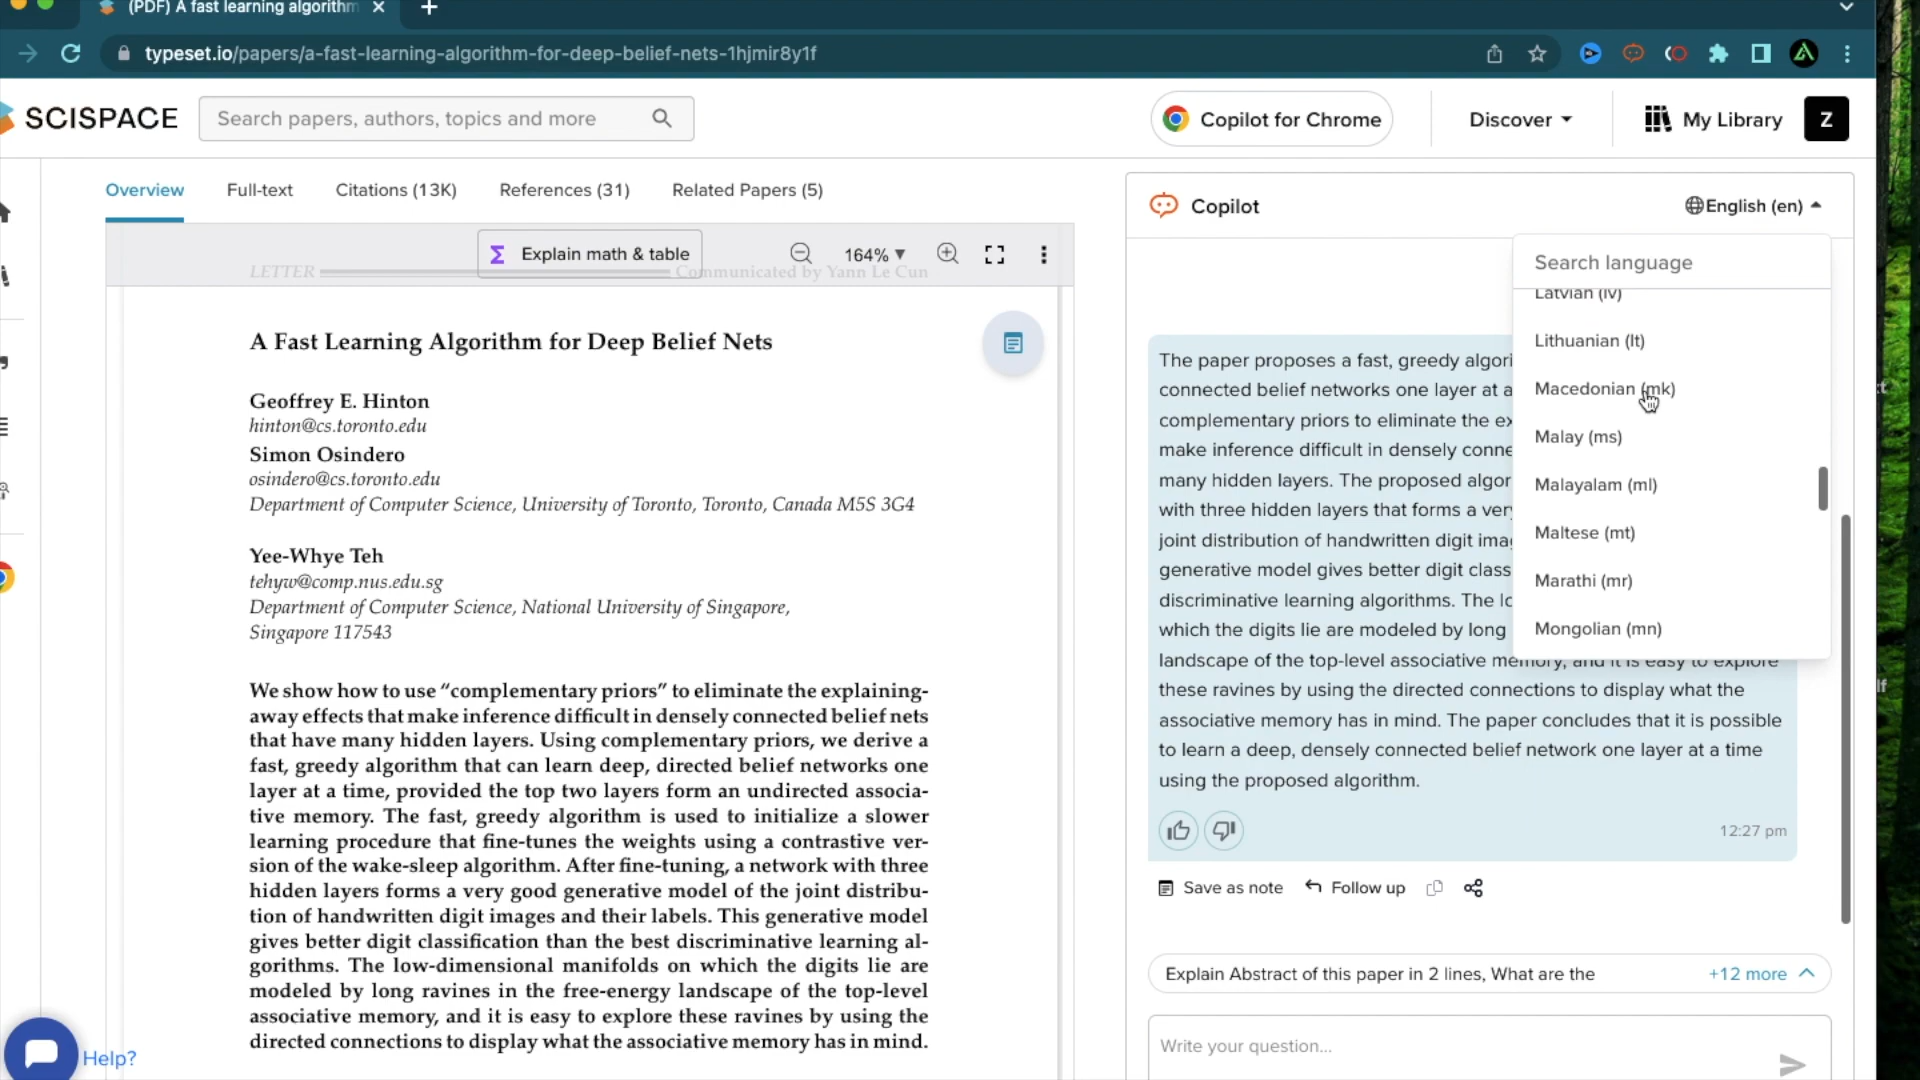 (PDF) A fast learning algorithm
typeset.io/papers/a-fast-learning-algorithm-for-deep-belief-nets-1hjmir8y1f
SCISPACE
Search papers, authors, topics and more
Copilot for Chrome
Discover
My Library
Z
Overview
Full-text
Citations (13K)
References (31)
Related Papers (5)
Explain math & table
164%
LETTER
Communicated by Yann Le Cun
A Fast Learning Algorithm for Deep Belief Nets
Geoffrey E. Hinton
hinton@cs.toronto.edu
Simon Osindero
osindero@cs.toronto.edu
Department of Computer Science, University of Toronto, Toronto, Canada M5S 3G4
Yee-Whye Teh
tehyw@comp.nus.edu.sg
Department of Computer Science, National University of Singapore,
Singapore 117543
We show how to use “complementary priors” to eliminate the explaining-
away effects that make inference difficult in densely connected belief nets
that have many hidden layers. Using complementary priors, we derive a
fast, greedy algorithm that can learn deep, directed belief networks one
layer at a time, provided the top two layers form an undirected associa-
tive memory. The fast, greedy algorithm is used to initialize a slower
learning procedure that fine-tunes the weights using a contrastive ver-
sion of the wake-sleep algorithm. After fine-tuning, a network with three
hidden layers forms a very good generative model of the joint distribu-
tion of handwritten digit images and their labels. This generative model
gives better digit classification than the best discriminative learning al-
gorithms. The low-dimensional manifolds on which the digits lie are
modeled by long ravines in the free-energy landscape of the top-level
associative memory, and it is easy to explore these ravines by using the
directed connections to display what the associative memory has in mind.
Help?
Copilot
English (en)
Search language
Latvian (lv)
Lithuanian (lt)
Macedonian (mk)
Malay (ms)
Malayalam (ml)
Maltese (mt)
Marathi (mr)
Mongolian (mn)
The paper proposes a fast, greedy algori
connected belief networks one layer at a
complementary priors to eliminate the ex
make inference difficult in densely conne
many hidden layers. The proposed algor
with three hidden layers that forms a ver
joint distribution of handwritten digit ima
generative model gives better digit class
discriminative learning algorithms. The lo
which the digits lie are modeled by long
landscape of the top-level associative memory, and it is easy to explore
these ravines by using the directed connections to display what the
associative memory has in mind. The paper concludes that it is possible
to learn a deep, densely connected belief network one layer at a time
using the proposed algorithm.
12:27 pm
Save as note
Follow up
Explain Abstract of this paper in 2 lines, What are the
+12 more
Write your question...